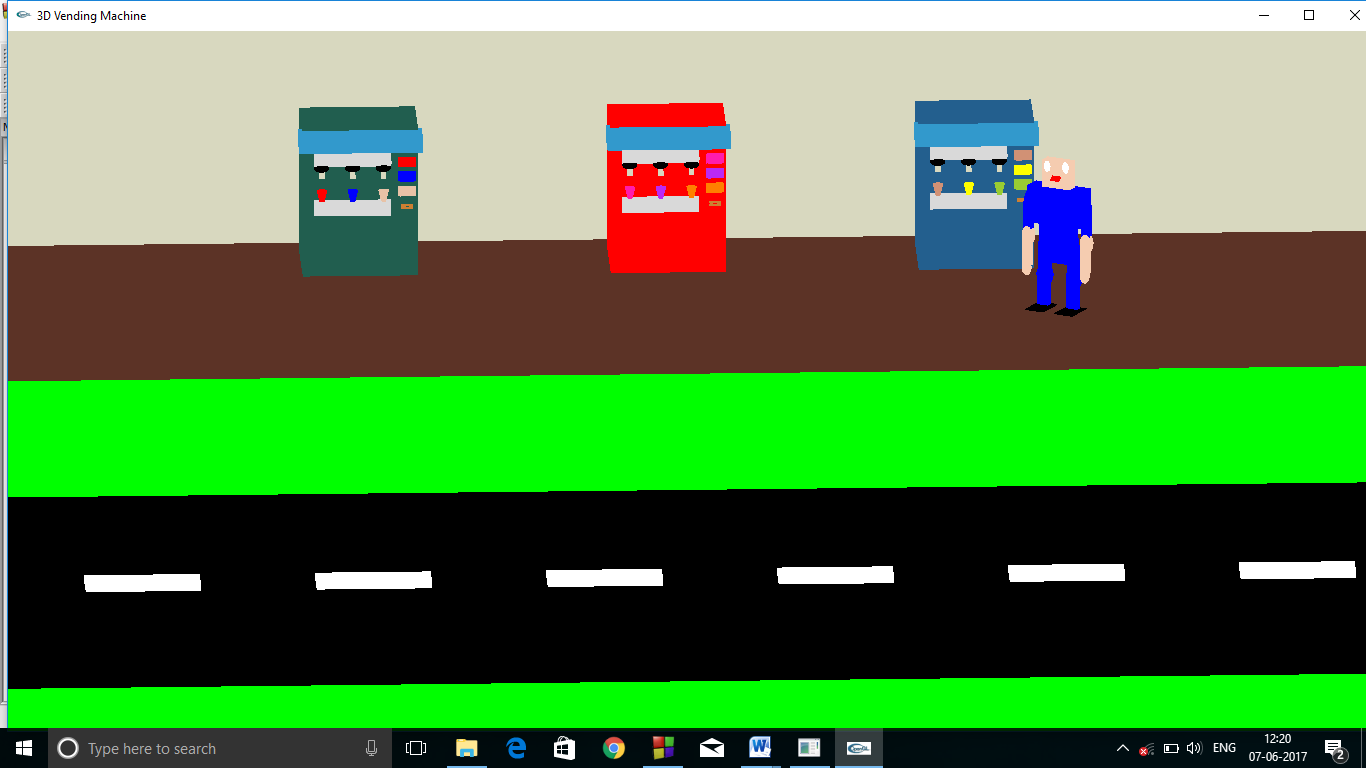 3D Vending Machine
Type here to search
ENG
12:20
07-06-2017
2